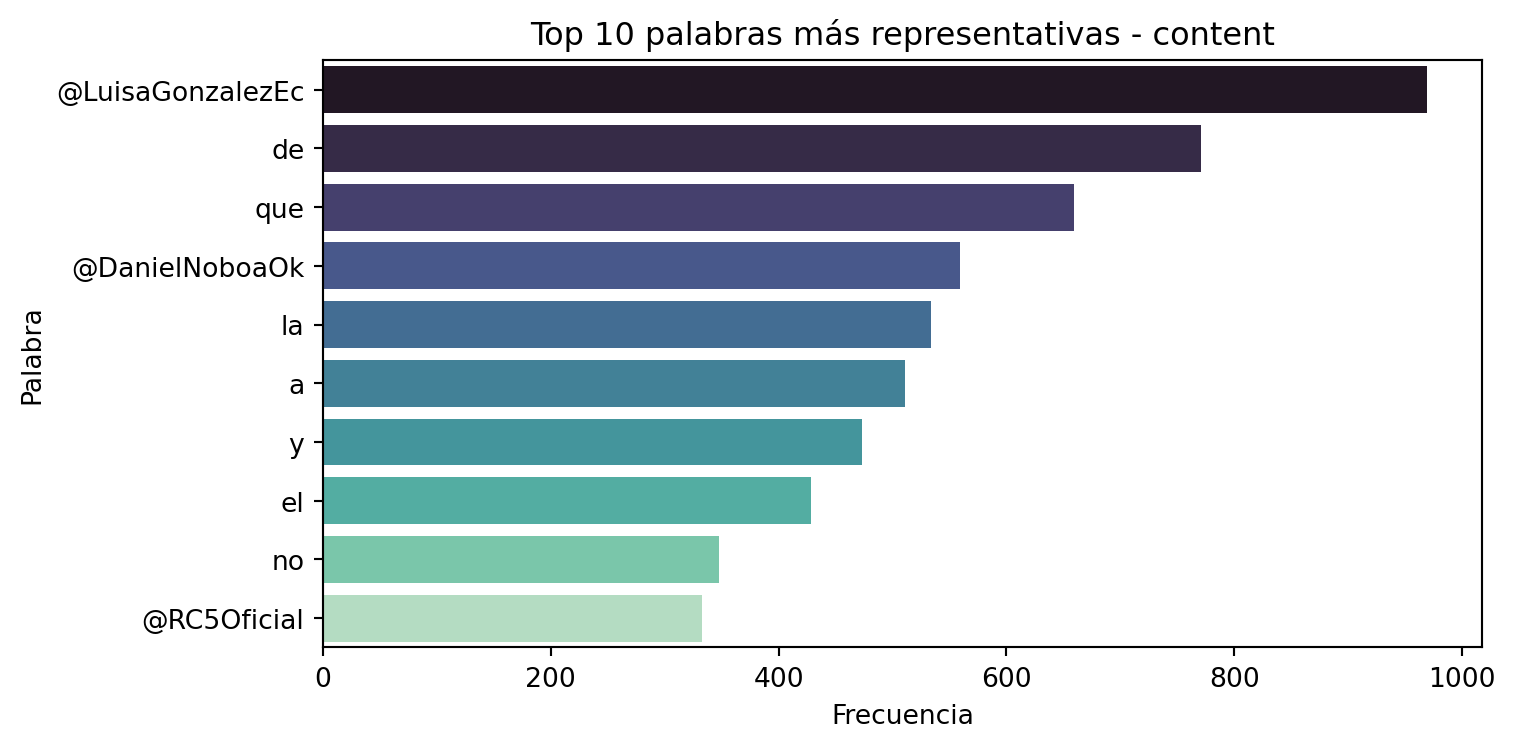 Top 10 palabras más representativas - content
@LuisaGonzalezEc
de
que
@DanielNoboaOk
la
a
y
el
no
@RC5Oficial
Palabra
0 200 400 600 800 1000
Frecuencia